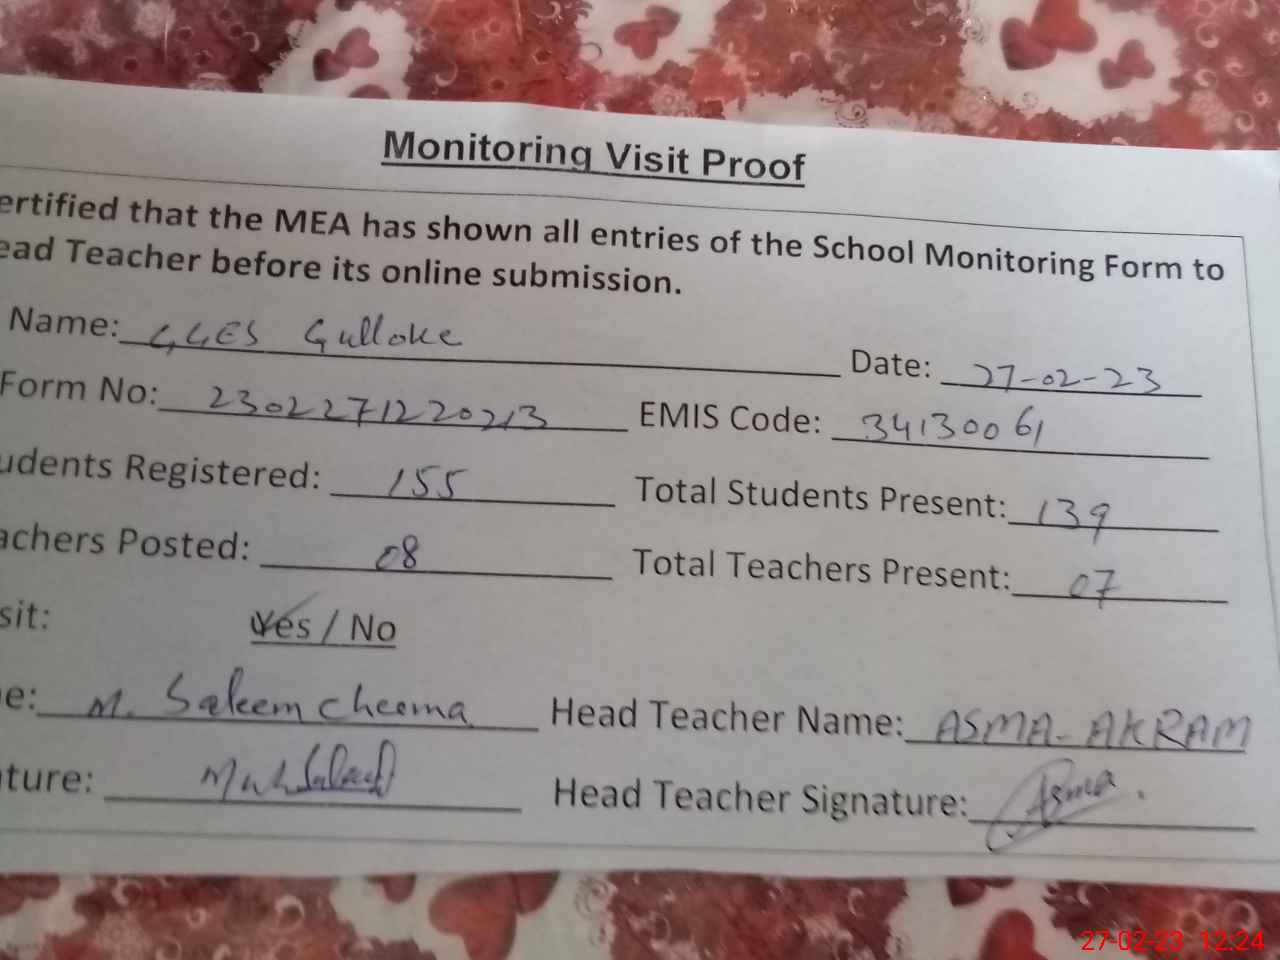 Monitoring Visit Proof
ertified that the MEA has shown all entries of the School Monitoring Form to
ead Teacher before its online submission.
Name: GGES Gulloke Date: 27-02-23
Form No: 2302271220213 EMIS Code: 34130061
udents Registered: 155 Total Students Present: 139
achers Posted: 08 Total Teachers Present: 07
sit: Yes / No
e: M. Saleem cheema Head Teacher Name: ASMA-AKRAM
ture: Head Teacher Signature: Asma
27-02-23 12:24